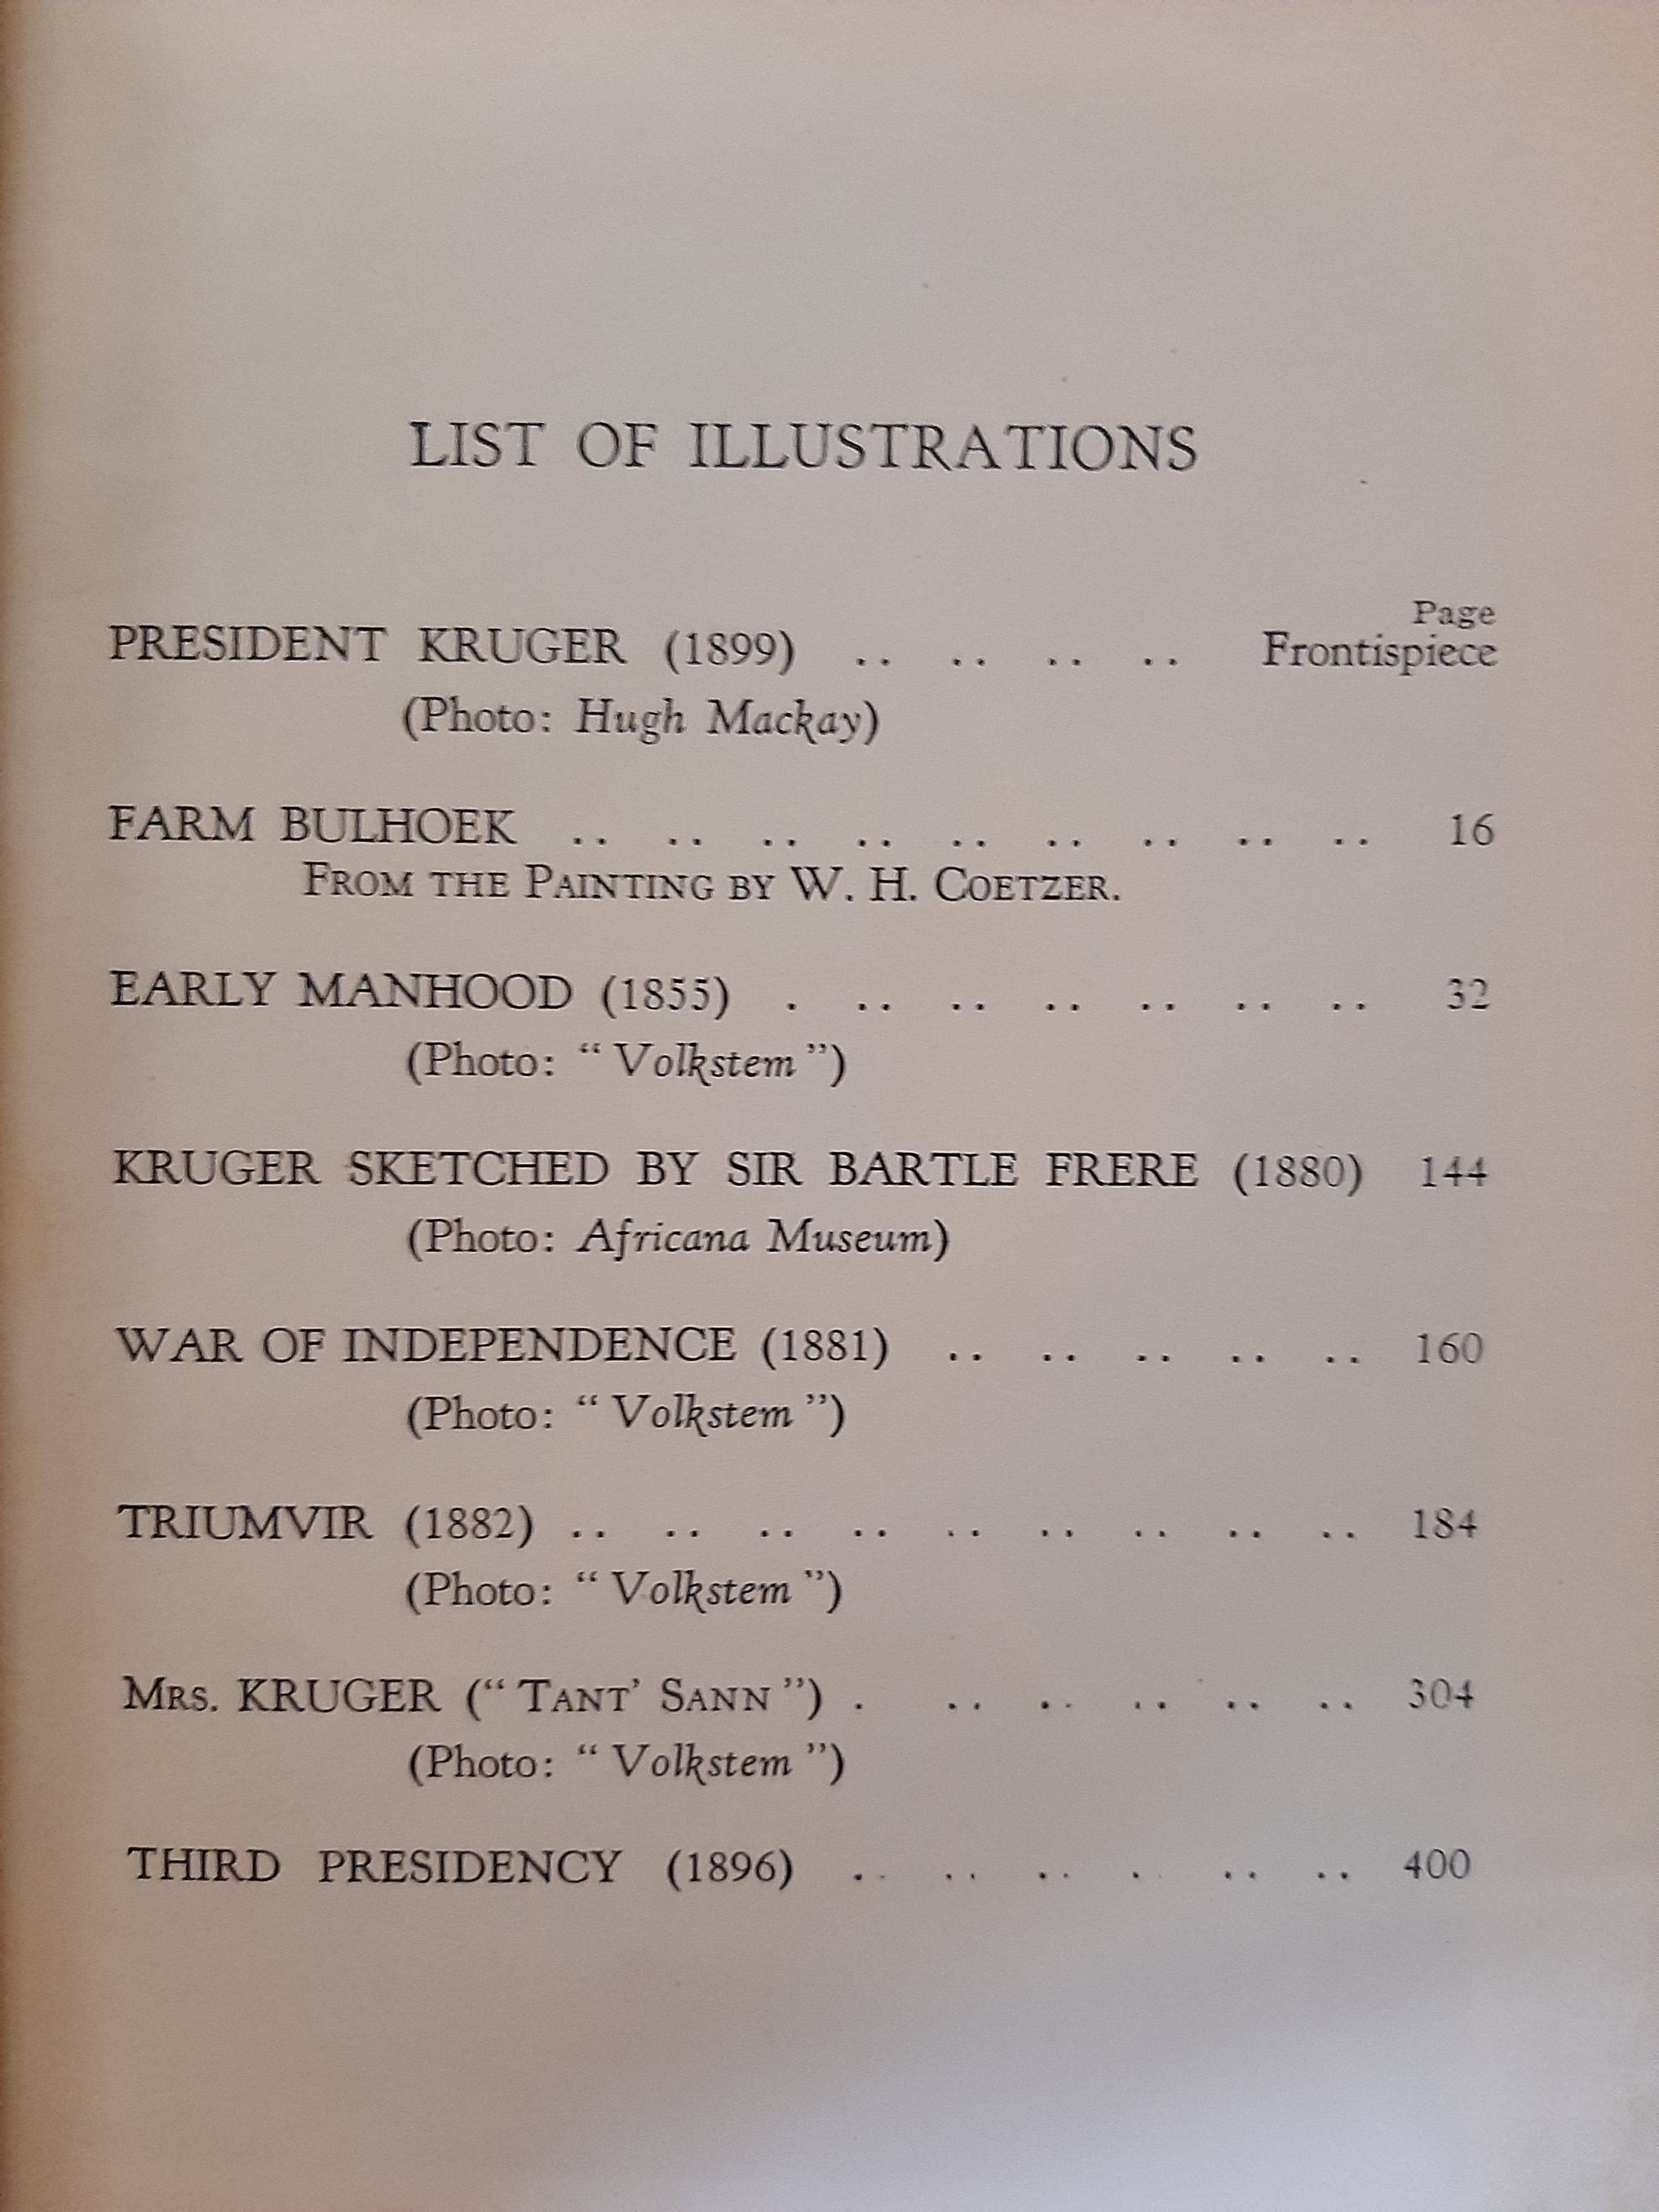 LIST OF ILLUSTRATIONS
Page
PRESIDENT KRUGER (1899) .. .. .. .. Frontispiece
(Photo: Hugh Mackay)
FARM BULHOEK .. .. .. .. .. .. .. .. .. 16
FROM THE PAINTING BY W. H. COETZER.
EARLY MANHOOD (1855) . .. .. .. .. .. .. 32
(Photo: “Volkstem”)
KRUGER SKETCHED BY SIR BARTLE FRERE (1880) 144
(Photo: Africana Museum)
WAR OF INDEPENDENCE (1881) .. .. .. .. .. 160
(Photo: “Volkstem”)
TRIUMVIR (1882) .. .. .. .. .. .. .. .. .. 184
(Photo: “Volkstem”)
MRS. KRUGER (“TANT’ SANN”) . .. .. .. .. .. 304
(Photo: “Volkstem”)
THIRD PRESIDENCY (1896) .. .. .. .. .. .. 400